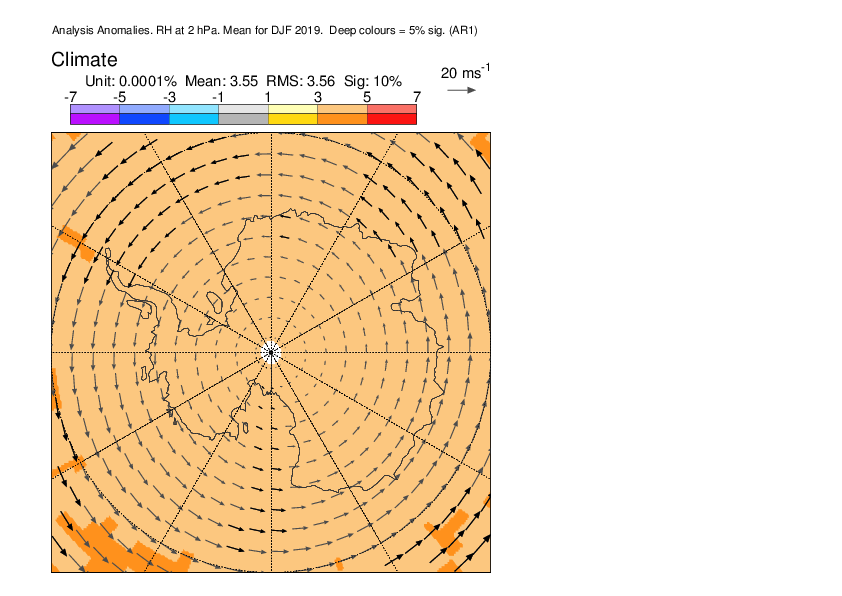 Analysis Anomalies. RH at 2 hPa. Mean for DJF 2019.  Deep colours = 5% sig. (AR1)
Climate
20 ms-1
Unit: 0.0001%  Mean: 3.55  RMS: 3.56  Sig: 10%
-7 -5 -3 -1 1 3 5 7